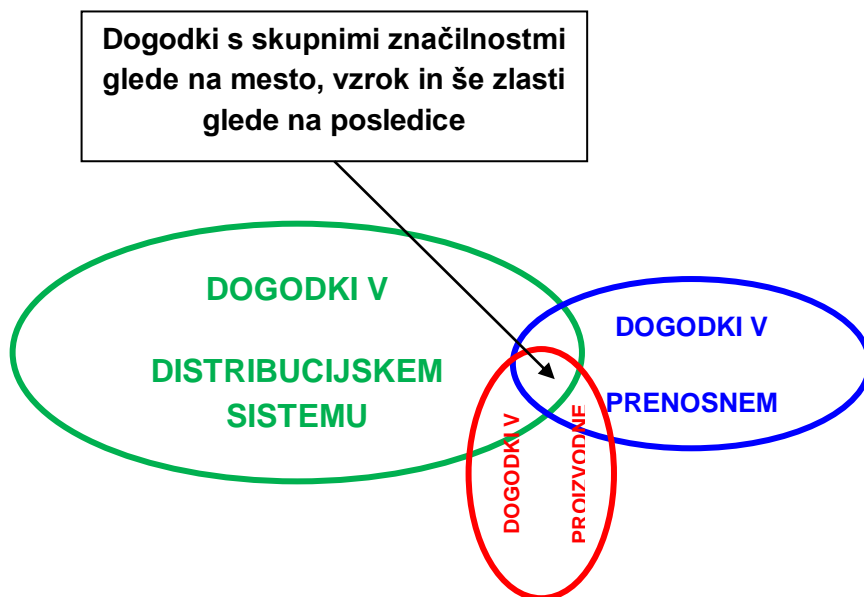 Dogodki s skupnimi značilnostmi
glede na mesto, vzrok in še zlasti
glede na posledice
DOGODKI V
DISTRIBUCIJSKEM
SISTEMU
DOGODKI V
PRENOSNEM
DOGODKI V
PROIZVODNE